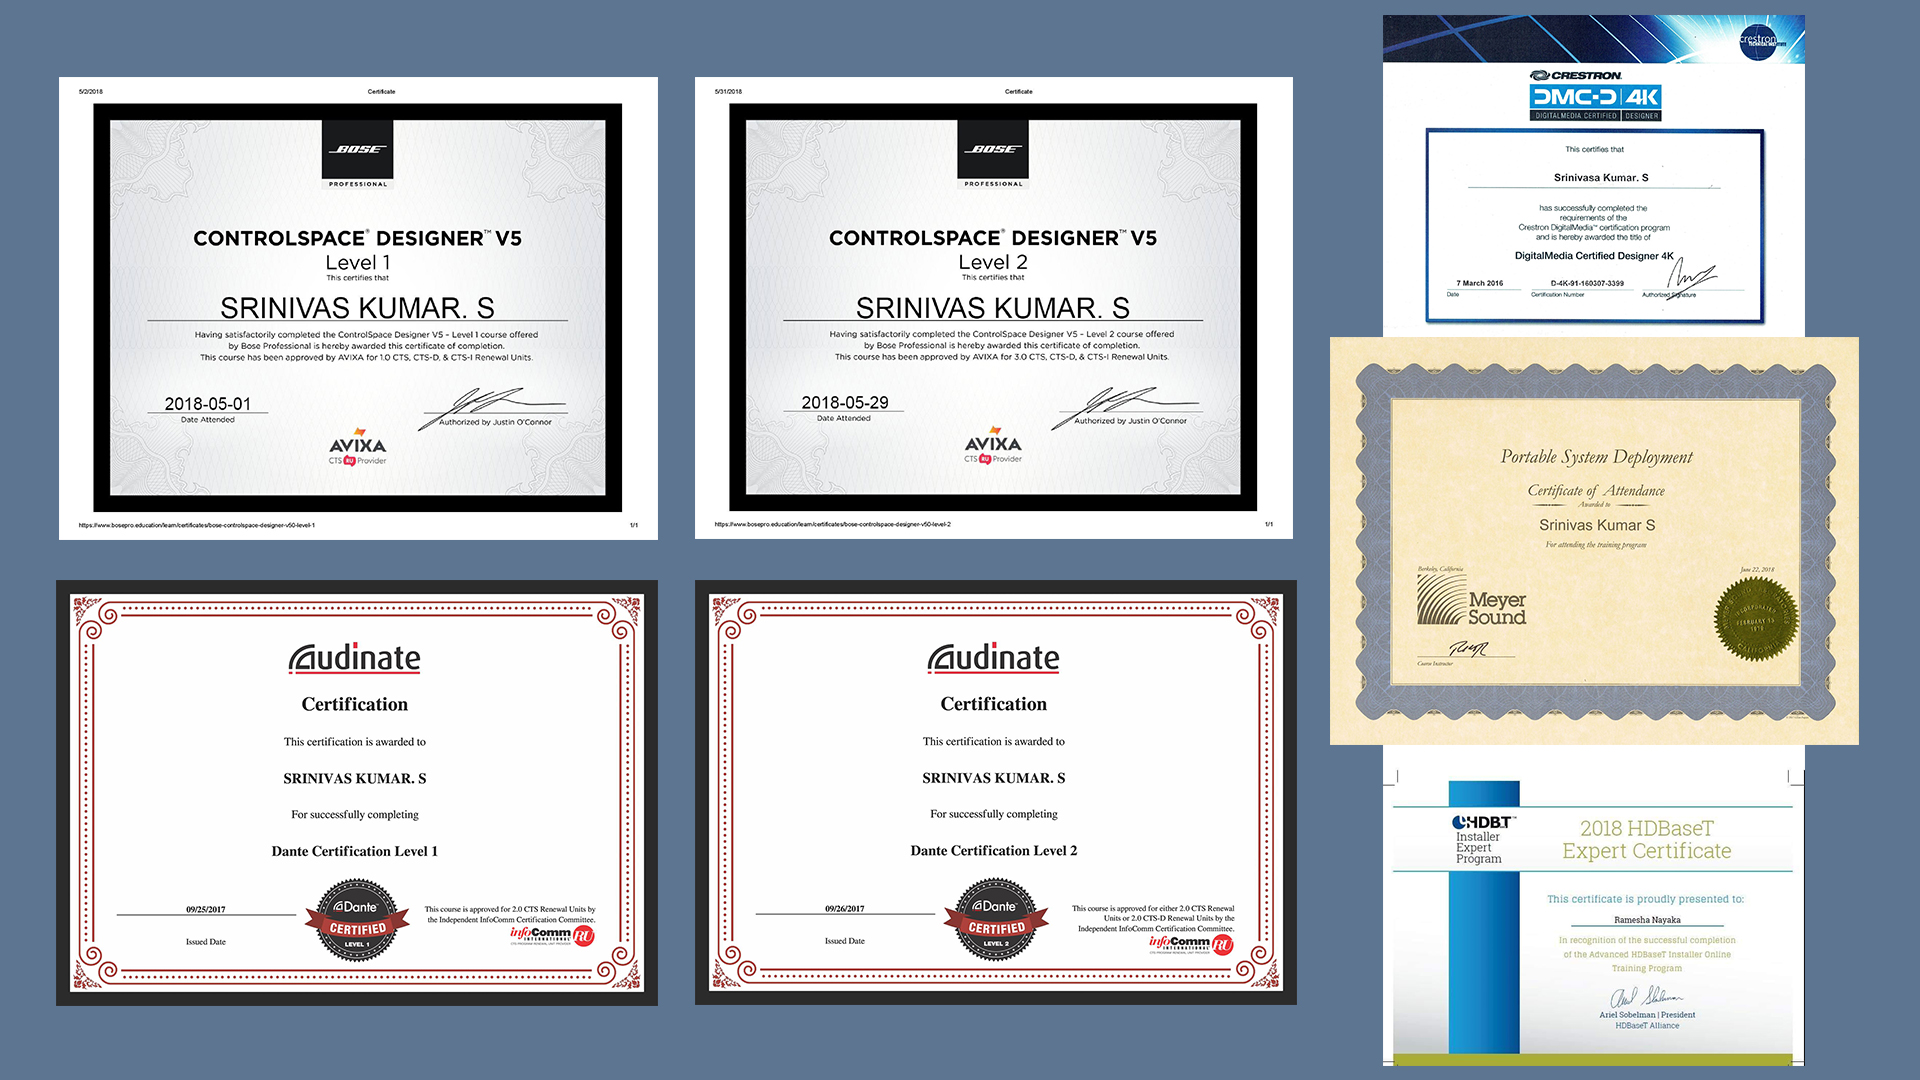 5/2/2018
Certificate
BOSE
PROFESSIONAL
CONTROLSPACE® DESIGNER™ V5
Level 1
This certifies that
SRINIVAS KUMAR. S
Having satisfactorily completed the ControlSpace Designer V5 – Level 1 course offered
by Bose Professional is hereby awarded this certificate of completion.
This course has been approved by AVIXA for 1.0 CTS, CTS-D, & CTS-I Renewal Units.
2018-05-01
Date Attended
Authorized by Justin O'Connor
AVIXA
CTS RU Provider
https://www.bosepro.education/learn/certificates/bose-controlspace-designer-v50-level-1
1/1
5/31/2018
Certificate
BOSE
PROFESSIONAL
CONTROLSPACE® DESIGNER™ V5
Level 2
This certifies that
SRINIVAS KUMAR. S
Having satisfactorily completed the ControlSpace Designer V5 – Level 2 course offered
by Bose Professional is hereby awarded this certificate of completion.
This course has been approved by AVIXA for 3.0 CTS, CTS-D, & CTS-I Renewal Units.
2018-05-29
Date Attended
Authorized by Justin O'Connor
AVIXA
CTS RU Provider
https://www.bosepro.education/learn/certificates/bose-controlspace-designer-v50-level-2
1/1
crestron
TECHNICAL INSTITUTE
CRESTRON
DMC-D | 4K
DIGITALMEDIA CERTIFIED | DESIGNER
This certifies that
Srinivasa Kumar. S
has successfully completed the
requirements of the
Crestron DigitalMedia™ certification program
and is hereby awarded the title of
DigitalMedia Certified Designer 4K
7 March 2016
D-4K-91-160307-3399
Date
Certification Number
Authorized Signature
Portable System Deployment
Certificate of Attendance
Awarded to
Srinivas Kumar S
For attending the training program
Berkeley, California
June 22, 2018
Meyer
Sound
INCORPORATED
FEBRUARY 13
1979
CALIFORNIA
Course Instructor
Audinate
Certification
This certification is awarded to
SRINIVAS KUMAR. S
For successfully completing
Dante Certification Level 1
09/25/2017
Issued Date
Dante™
CERTIFIED
LEVEL 1
This course is approved for 2.0 CTS Renewal Units by
the Independent InfoComm Certification Committee.
infoComm
INTERNATIONAL
RU
Audinate
Certification
This certification is awarded to
SRINIVAS KUMAR. S
For successfully completing
Dante Certification Level 2
09/26/2017
Issued Date
Dante™
CERTIFIED
LEVEL 2
This course is approved for either 2.0 CTS Renewal
Units or 2.0 CTS-D Renewal Units by the
Independent InfoComm Certification Committee.
infoComm
INTERNATIONAL
RU
HDBT™
Installer
Expert
Program
2018 HDBaseT
Expert Certificate
This certificate is proudly presented to:
Ramesha Nayaka
In recognition of the successful completion
of the Advanced HDBaseT Installer Online
Training Program
Ariel Sobelman | President
HDBaseT Alliance